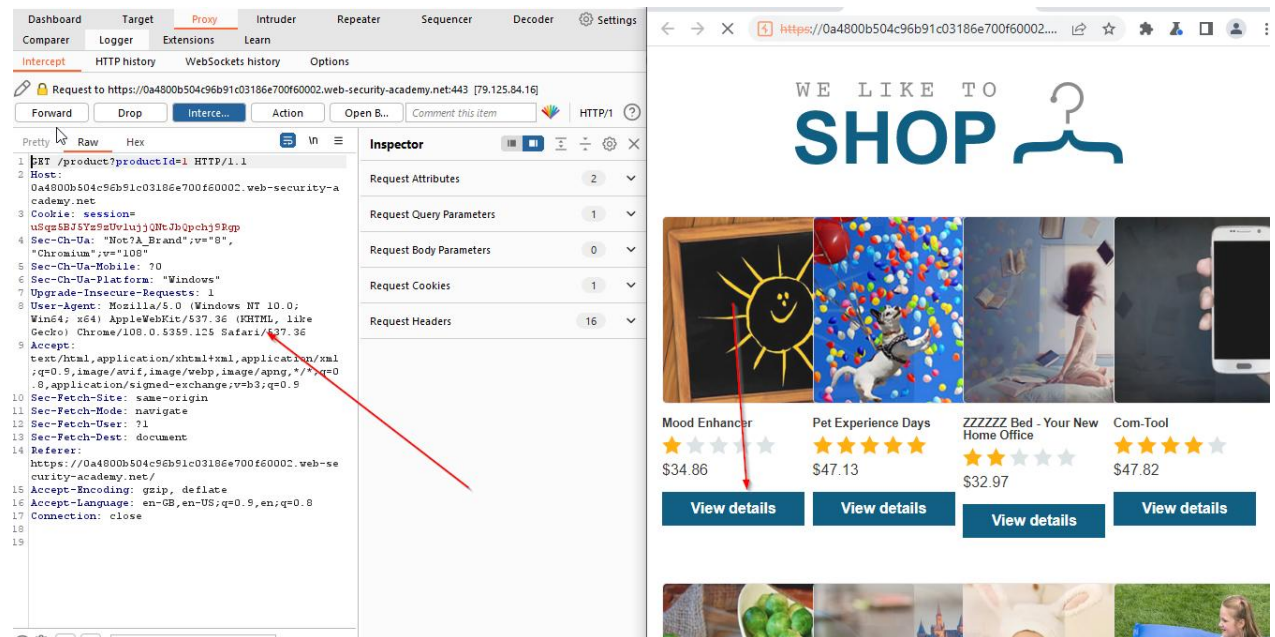 Dashboard Target Proxy Intruder Repeater Sequencer Decoder Settings
Comparer Logger Extensions Learn
Intercept HTTP history WebSockets history Options
Request to https://0a4800b504c96b91c03186e700f60002.web-security-academy.net:443 [79.125.84.16]
Forward Drop Interce... Action Open B... Comment this item HTTP/1 ?
Pretty Raw Hex \n
1 GET /product?productId=1 HTTP/1.1
2 Host:
0a4800b504c96b91c03186e700f60002.web-security-a
cademy.net
3 Cookie: session=
uSqz5BJ5Yz9zUvlujjQNtJbQpchj9Rgp
4 Sec-Ch-Ua: "Not?A_Brand";v="8",
"Chromium";v="108"
5 Sec-Ch-Ua-Mobile: ?0
6 Sec-Ch-Ua-Platform: "Windows"
7 Upgrade-Insecure-Requests: 1
8 User-Agent: Mozilla/5.0 (Windows NT 10.0;
Win64; x64) AppleWebKit/537.36 (KHTML, like
Gecko) Chrome/108.0.5359.125 Safari/537.36
9 Accept:
text/html,application/xhtml+xml,application/xml
;q=0.9,image/avif,image/webp,image/apng,*/*;q=0
.8,application/signed-exchange;v=b3;q=0.9
10 Sec-Fetch-Site: same-origin
11 Sec-Fetch-Mode: navigate
12 Sec-Fetch-User: ?1
13 Sec-Fetch-Dest: document
14 Referer:
https://0a4800b504c96b91c03186e700f60002.web-se
curity-academy.net/
15 Accept-Encoding: gzip, deflate
16 Accept-Language: en-GB,en-US;q=0.9,en;q=0.8
17 Connection: close
18
19
Inspector
Request Attributes 2
Request Query Parameters 1
Request Body Parameters 0
Request Cookies 1
Request Headers 16
https://0a4800b504c96b91c03186e700f60002....
WE LIKE TO
SHOP
Mood Enhancer
$34.86
View details
Pet Experience Days
$47.13
View details
ZZZZZZ Bed - Your New
Home Office
$32.97
View details
Com-Tool
$47.82
View details